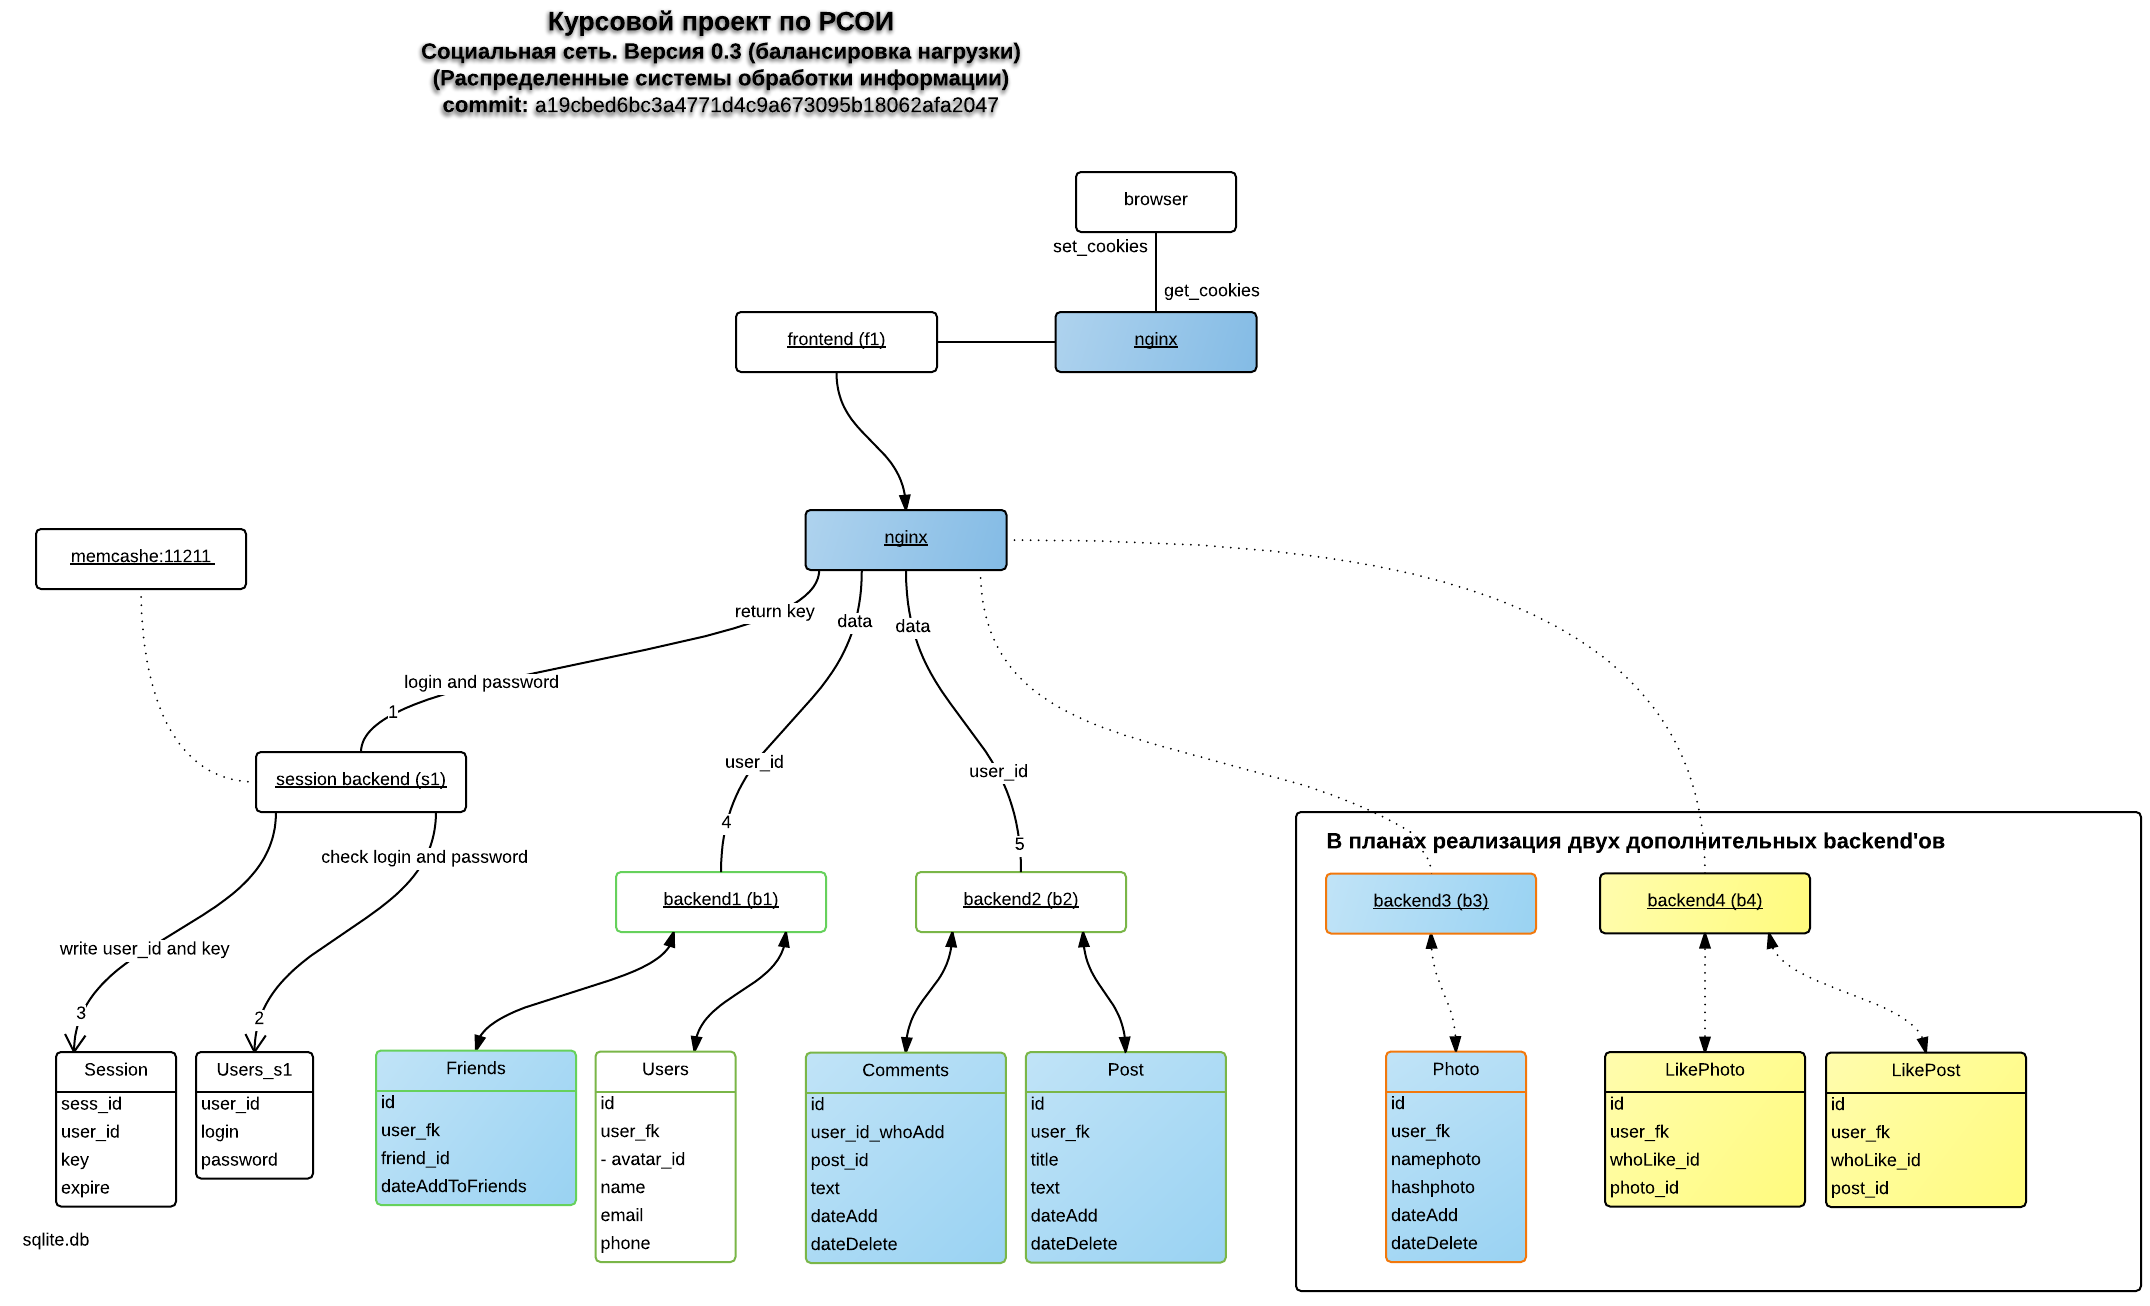 Курсовой проект по РСОИ
Социальная сеть. Версия 0.3 (балансировка нагрузки)
(Распределенные системы обработки информации)
commit: a19cbed6bc3a4771d4c9a673095b18062afa2047
browser
set_cookies
get_cookies
frontend (f1)
nginx
nginx
memcashe:11211
return key
data
data
login and password
1
user_id
user_id
session backend (s1)
4
5
check login and password
В планах реализация двух дополнительных backend'ов
backend1 (b1)
backend2 (b2)
backend3 (b3)
backend4 (b4)
write user_id and key
3
2
Session
sess_id
user_id
key
expire
Users_s1
user_id
login
password
Friends
id
user_fk
friend_id
dateAddToFriends
Users
id
user_fk
- avatar_id
name
email
phone
Comments
id
user_id_whoAdd
post_id
text
dateAdd
dateDelete
Post
id
user_fk
title
text
dateAdd
dateDelete
Photo
id
user_fk
namephoto
hashphoto
dateAdd
dateDelete
LikePhoto
id
user_fk
whoLike_id
photo_id
LikePost
id
user_fk
whoLike_id
post_id
sqlite.db